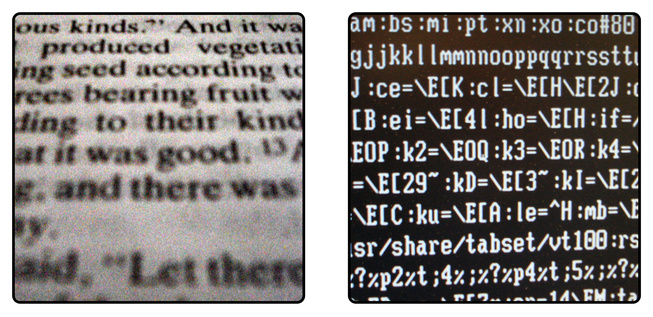 ous kinds.” And it wa
produced vegetati
ing seed according to
rees bearing fruit w
ding to their kind
at it was good. 13
g, and there was
ay.
aid, “Let there
am:bs:mi:pt:xn:xo:co#80
gjjkkllmmnnooppqqrrssttu
J:ce=\E[K:cl=\E[H\E[2J:c
[B:ei=\E[4l:ho=\E[H:if=/
EOP:k2=\EOQ:k3=\EOR:k4=\
=\E[29~:kD=\E[3~:kI=\E[2
\E[C:ku=\E[A:le=^H:mb=\E
usr/share/tabset/vt100:rs
:?%p2%t;4%;%?%p4%t;5%;%?%